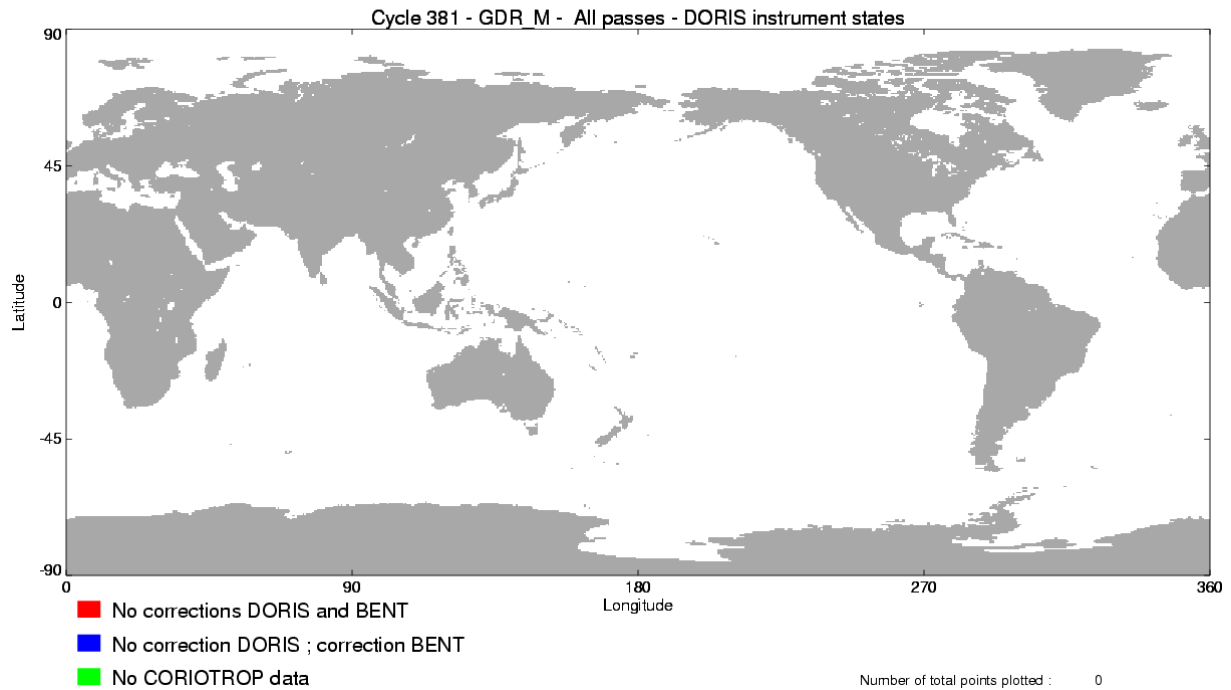 Cycle 381 - GDR_M - All passes - DORIS instrument states
90
45
0
-45
-90
Latitude
0 90 180 270 360
Longitude
No corrections DORIS and BENT
No correction DORIS ; correction BENT
No CORIOTROP data
Number of total points plotted : 0